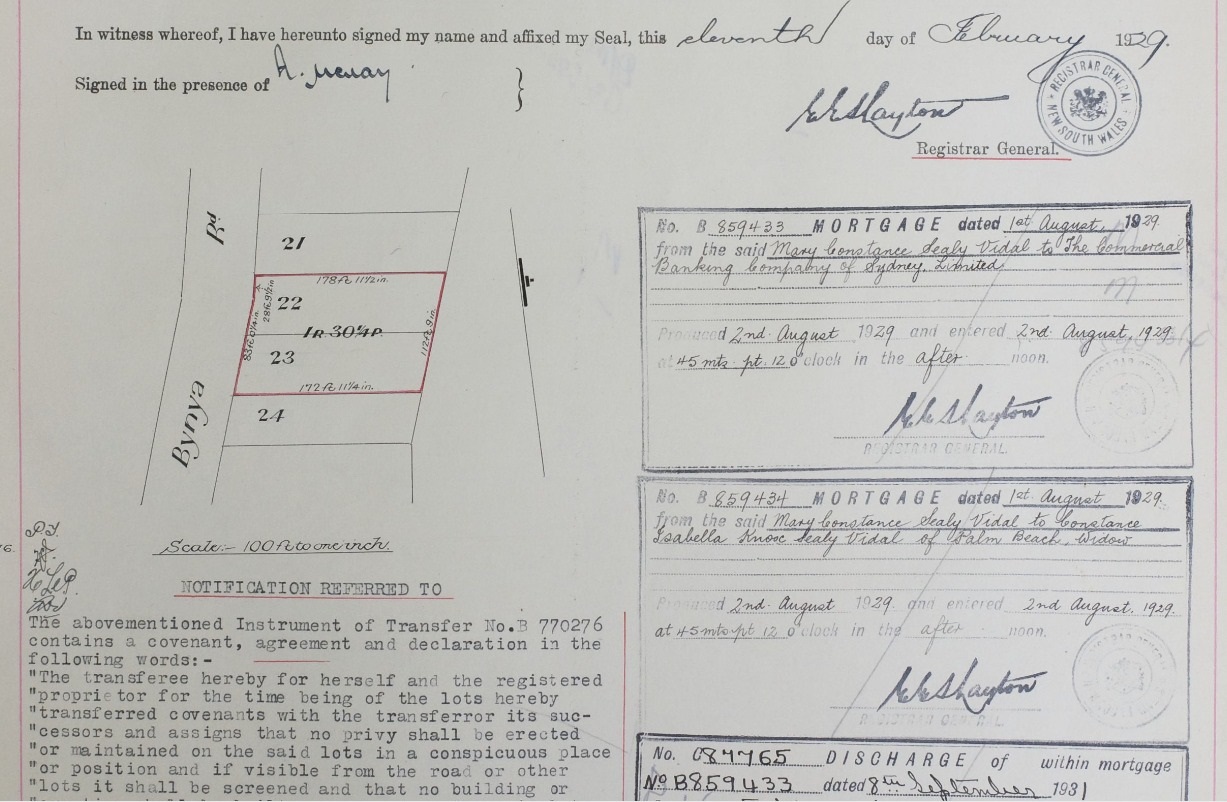 In witness whereof, I have hereunto signed my name and affixed my Seal, this eleventh day of February 1929.
Signed in the presence of
Registrar General.
REGISTRAR GENERAL NEW SOUTH WALES
Bynya Rd
21
178ft 11½in.
22
28ft 9½in
1R 30¼P
23
112ft 9in.
172ft 11¼in.
24
Scale:- 100 ft to one inch.
NOTIFICATION REFERRED TO
The abovementioned Instrument of Transfer No.B 770276
contains a covenant, agreement and declaration in the
following words:-
"The transferee hereby for herself and the registered
"proprietor for the time being of the lots hereby
"transferred covenants with the transferror its suc-
"cessors and assigns that no privy shall be erected
"or maintained on the said lots in a conspicuous place
"or position and if visible from the road or other
"lots it shall be screened and that no building or
No. B 859433 MORTGAGE dated 1st August, 1929.
from the said Mary Constance Sealy Vidal to The Commercial
Banking Company of Sydney, Limited
Produced 2nd August 1929 and entered 2nd August, 1929
at 45 mts. pt. 12 o'clock in the after noon.
REGISTRAR GENERAL.
No. B 859434 MORTGAGE dated 1st August 1929.
from the said Mary Constance Sealy Vidal to Constance
Isabella Knox Sealy Vidal of Palm Beach, Widow
Produced 2nd August 1929. and entered 2nd August, 1929.
at 45 mts pt 12 o'clock in the after noon.
REGISTRAR GENERAL.
No. C87765 DISCHARGE of within mortgage
No B859433 dated 8th September 1931